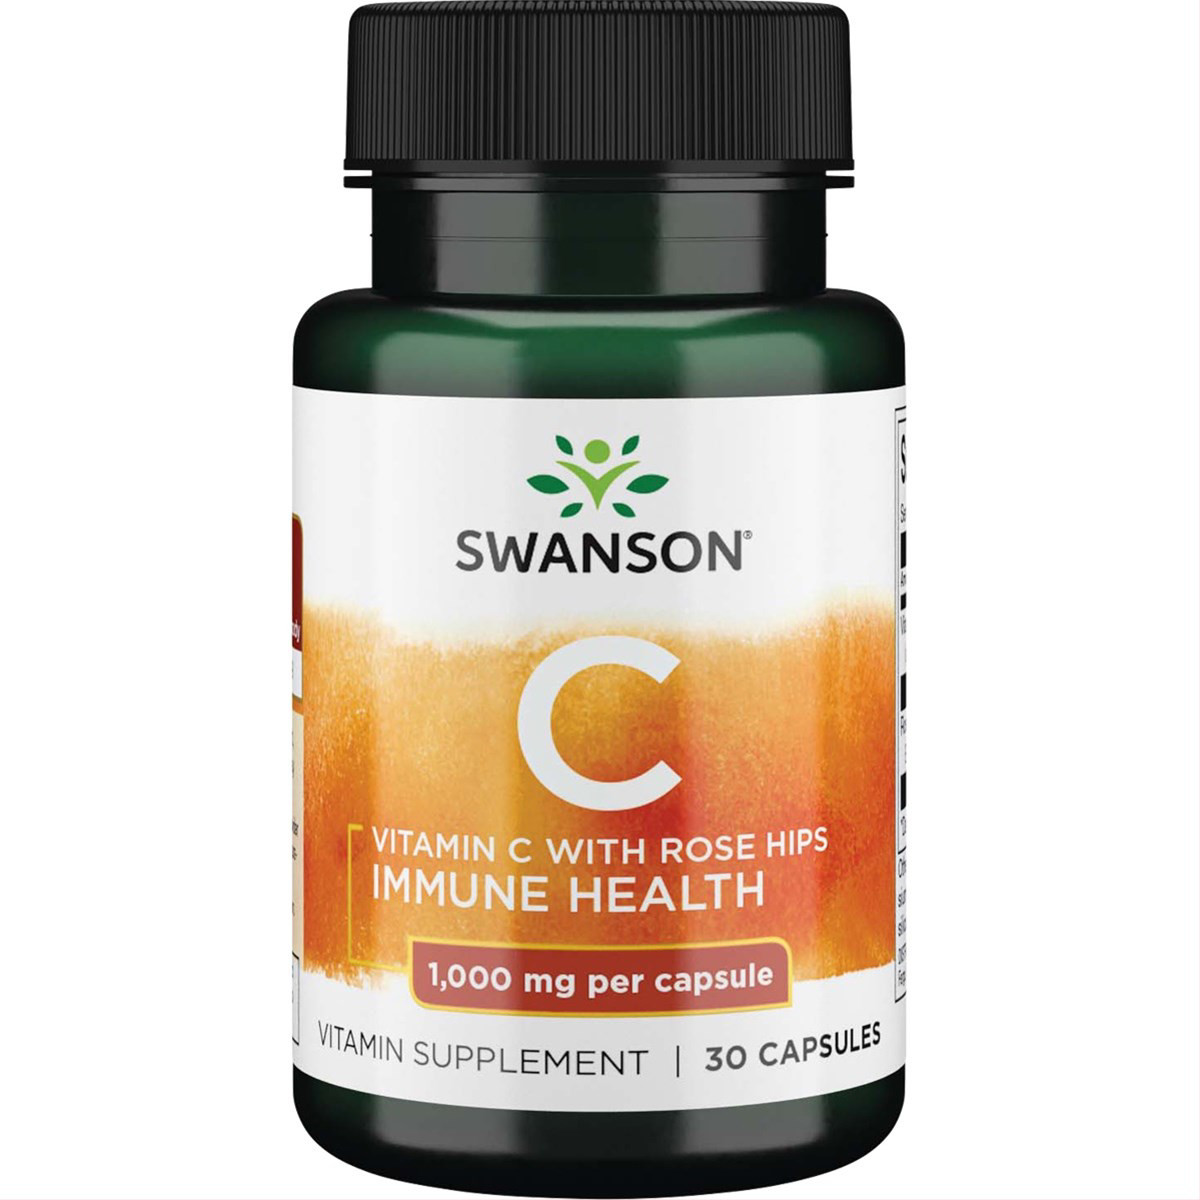 SWANSON®
C
VITAMIN C WITH ROSE HIPS
IMMUNE HEALTH
1,000 mg per capsule
VITAMIN SUPPLEMENT | 30 CAPSULES